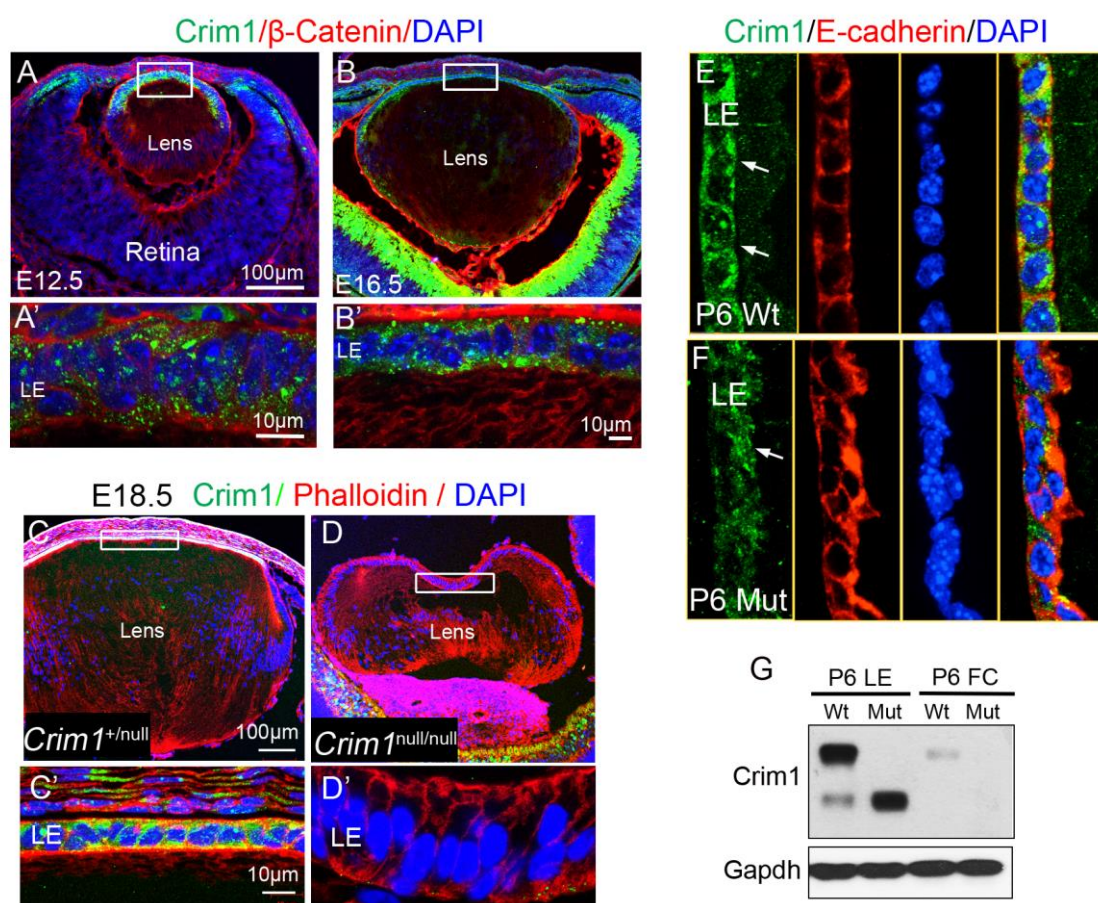 Crim1/β-Catenin/DAPI
A
Lens
Retina
E12.5
100µm
B
Lens
E16.5
A'
LE
10µm
B'
LE
10µm
E18.5 Crim1/ Phalloidin / DAPI
C
Lens
Crim1+/null
100µm
D
Lens
Crim1null/null
C'
LE
10µm
D'
LE
Crim1/E-cadherin/DAPI
E
LE
P6 Wt
F
LE
P6 Mut
G
P6 LE P6 FC
Wt Mut Wt Mut
Crim1
Gapdh